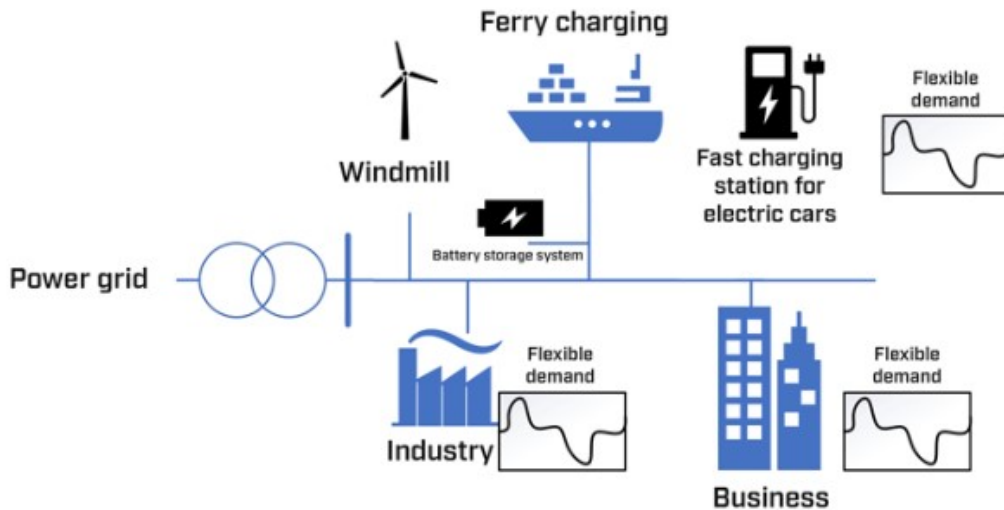 Ferry charging
Flexible
demand
Windmill
Fast charging
station for
electric cars
Battery storage system
Power grid
Flexible
demand
Flexible
demand
Industry
Business